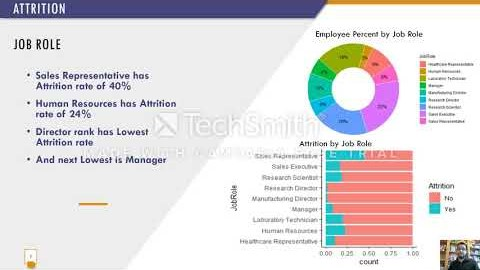 ATTRITION
JOB ROLE
• Sales Representative has
Attrition rate of 40%
• Human Resources has Attrition
rate of 24%
• Director rank has Lowest
Attrition rate
• And next Lowest is Manager
TechSmith
MADE WITH CAMTASIA FREE TRIAL
Employee Percent by Job Role
JobRole
Healthcare Representative
Human Resources
Laboratory Technician
Manager
Manufacturing Director
Research Director
Research Scientist
Sales Executive
Sales Representative
Attrition by Job Role
JobRole
Sales Representative
Sales Executive
Research Scientist
Research Director
Manufacturing Director
Manager
Laboratory Technician
Human Resources
Healthcare Representative
0.00 0.25 0.50 0.75 1.00
count
Attrition
No
Yes